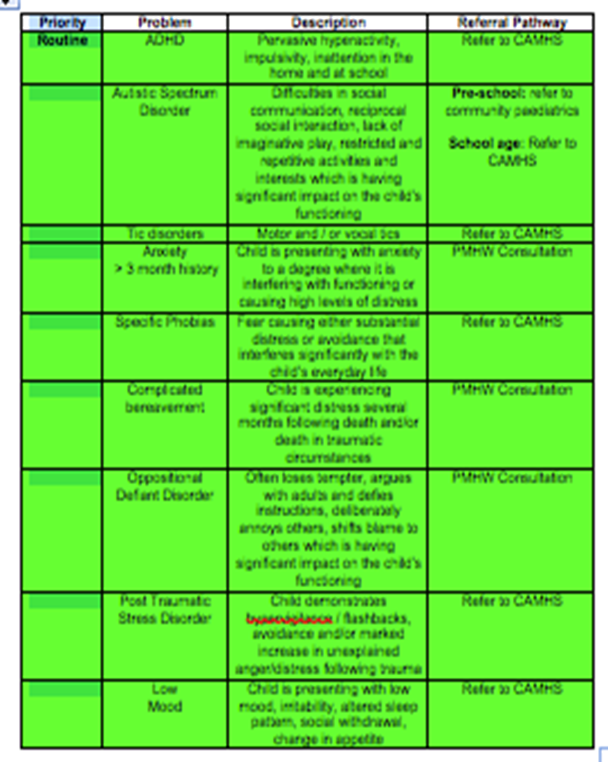 Priority Problem Description Referral Pathway
Routine ADHD Pervasive hyperactivity, Refer to CAMHS
impulsivity, inattention in the
home and at school
Autistic Spectrum Difficulties in social Pre-school: refer to
Disorder communication, reciprocal community paediatrics
social interaction, lack of
imaginative play, restricted and School age: Refer to
repetitive activities and CAMHS
interests which is having
significant impact on the child's
functioning
Tic disorders Motor and / or vocal tics Refer to CAMHS
Anxiety Child is presenting with anxiety PMHW Consultation
> 3 month history to a degree where it is
interfering with functioning or
causing high levels of distress
Specific Phobias Fear causing either substantial Refer to CAMHS
distress or avoidance that
interferes significantly with the
child's everyday life
Complicated Child is experiencing PMHW Consultation
bereavement significant distress several
months following death and/or
death in traumatic
circumstances
Oppositional Often loses temper, argues PMHW Consultation
Defiant Disorder with adults and defies
instructions, deliberately
annoys others, shifts blame to
others which is having
significant impact on the child's
functioning
Post Traumatic Child demonstrates Refer to CAMHS
Stress Disorder / flashbacks,
avoidance and/or marked
increase in unexplained
anger/distress following trauma
Low Child is presenting with low Refer to CAMHS
Mood mood, irritability, altered sleep
pattern, social withdrawal,
change in appetite